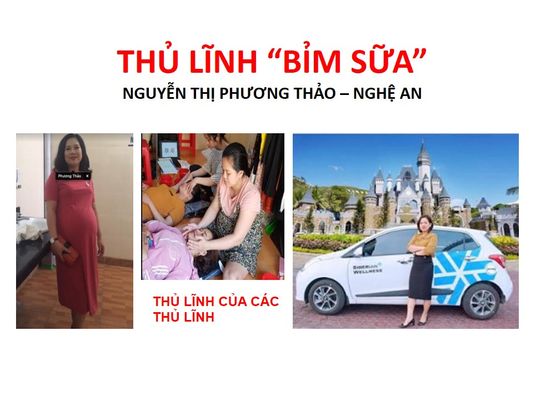 THỦ LĨNH “BỈM SỮA”
NGUYỄN THỊ PHƯƠNG THẢO – NGHỆ AN
Phương Thảo
SIBERIAN
WELLNESS
THỦ LĨNH CỦA CÁC
THỦ LĨNH